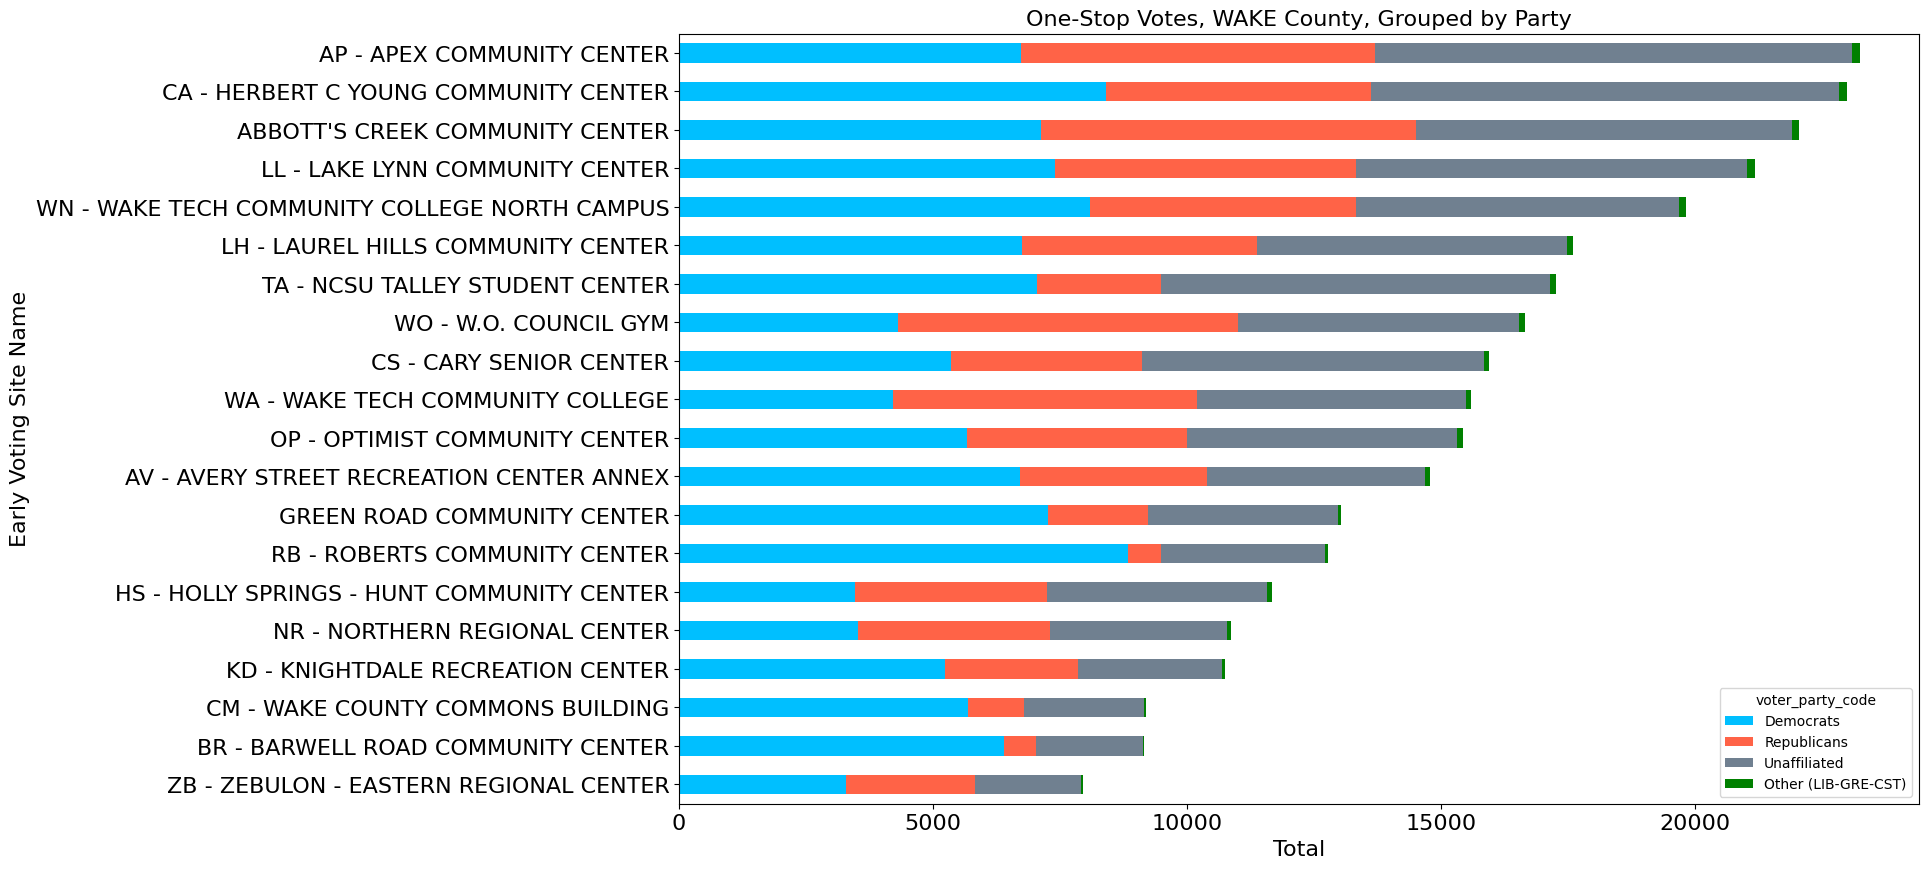 One-Stop Votes, WAKE County, Grouped by Party
Early Voting Site Name
AP - APEX COMMUNITY CENTER
CA - HERBERT C YOUNG COMMUNITY CENTER
ABBOTT'S CREEK COMMUNITY CENTER
LL - LAKE LYNN COMMUNITY CENTER
WN - WAKE TECH COMMUNITY COLLEGE NORTH CAMPUS
LH - LAUREL HILLS COMMUNITY CENTER
TA - NCSU TALLEY STUDENT CENTER
WO - W.O. COUNCIL GYM
CS - CARY SENIOR CENTER
WA - WAKE TECH COMMUNITY COLLEGE
OP - OPTIMIST COMMUNITY CENTER
AV - AVERY STREET RECREATION CENTER ANNEX
GREEN ROAD COMMUNITY CENTER
RB - ROBERTS COMMUNITY CENTER
HS - HOLLY SPRINGS - HUNT COMMUNITY CENTER
NR - NORTHERN REGIONAL CENTER
KD - KNIGHTDALE RECREATION CENTER
CM - WAKE COUNTY COMMONS BUILDING
BR - BARWELL ROAD COMMUNITY CENTER
ZB - ZEBULON - EASTERN REGIONAL CENTER
voter_party_code
Democrats
Republicans
Unaffiliated
Other (LIB-GRE-CST)
0 5000 10000 15000 20000
Total